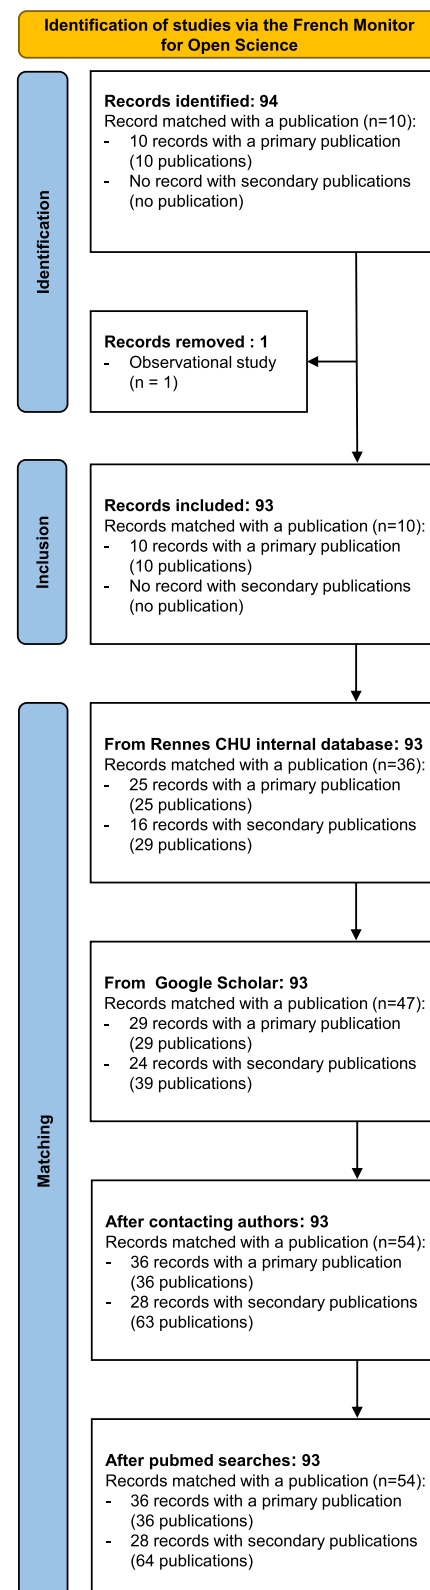 Identification of studies via the French Monitor
for Open Science
Identification
Records identified: 94
Record matched with a publication (n=10):
- 10 records with a primary publication
(10 publications)
- No record with secondary publications
(no publication)
Records removed : 1
- Observational study
(n = 1)
Inclusion
Records included: 93
Records matched with a publication (n=10):
- 10 records with a primary publication
(10 publications)
- No record with secondary publications
(no publication)
Matching
From Rennes CHU internal database: 93
Records matched with a publication (n=36):
- 25 records with a primary publication
(25 publications)
- 16 records with secondary publications
(29 publications)
From Google Scholar: 93
Records matched with a publication (n=47):
- 29 records with a primary publication
(29 publications)
- 24 records with secondary publications
(39 publications)
After contacting authors: 93
Records matched with a publication (n=54):
- 36 records with a primary publication
(36 publications)
- 28 records with secondary publications
(63 publications)
After pubmed searches: 93
Records matched with a publication (n=54):
- 36 records with a primary publication
(36 publications)
- 28 records with secondary publications
(64 publications)